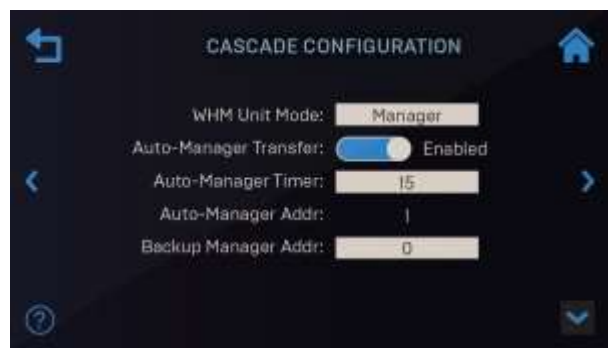 CASCADE CONFIGURATION
WHM Unit Mode: Manager
Auto-Manager Transfer: Enabled
Auto-Manager Timer: 15
Auto-Manager Addr: 1
Backup Manager Addr: 0
?